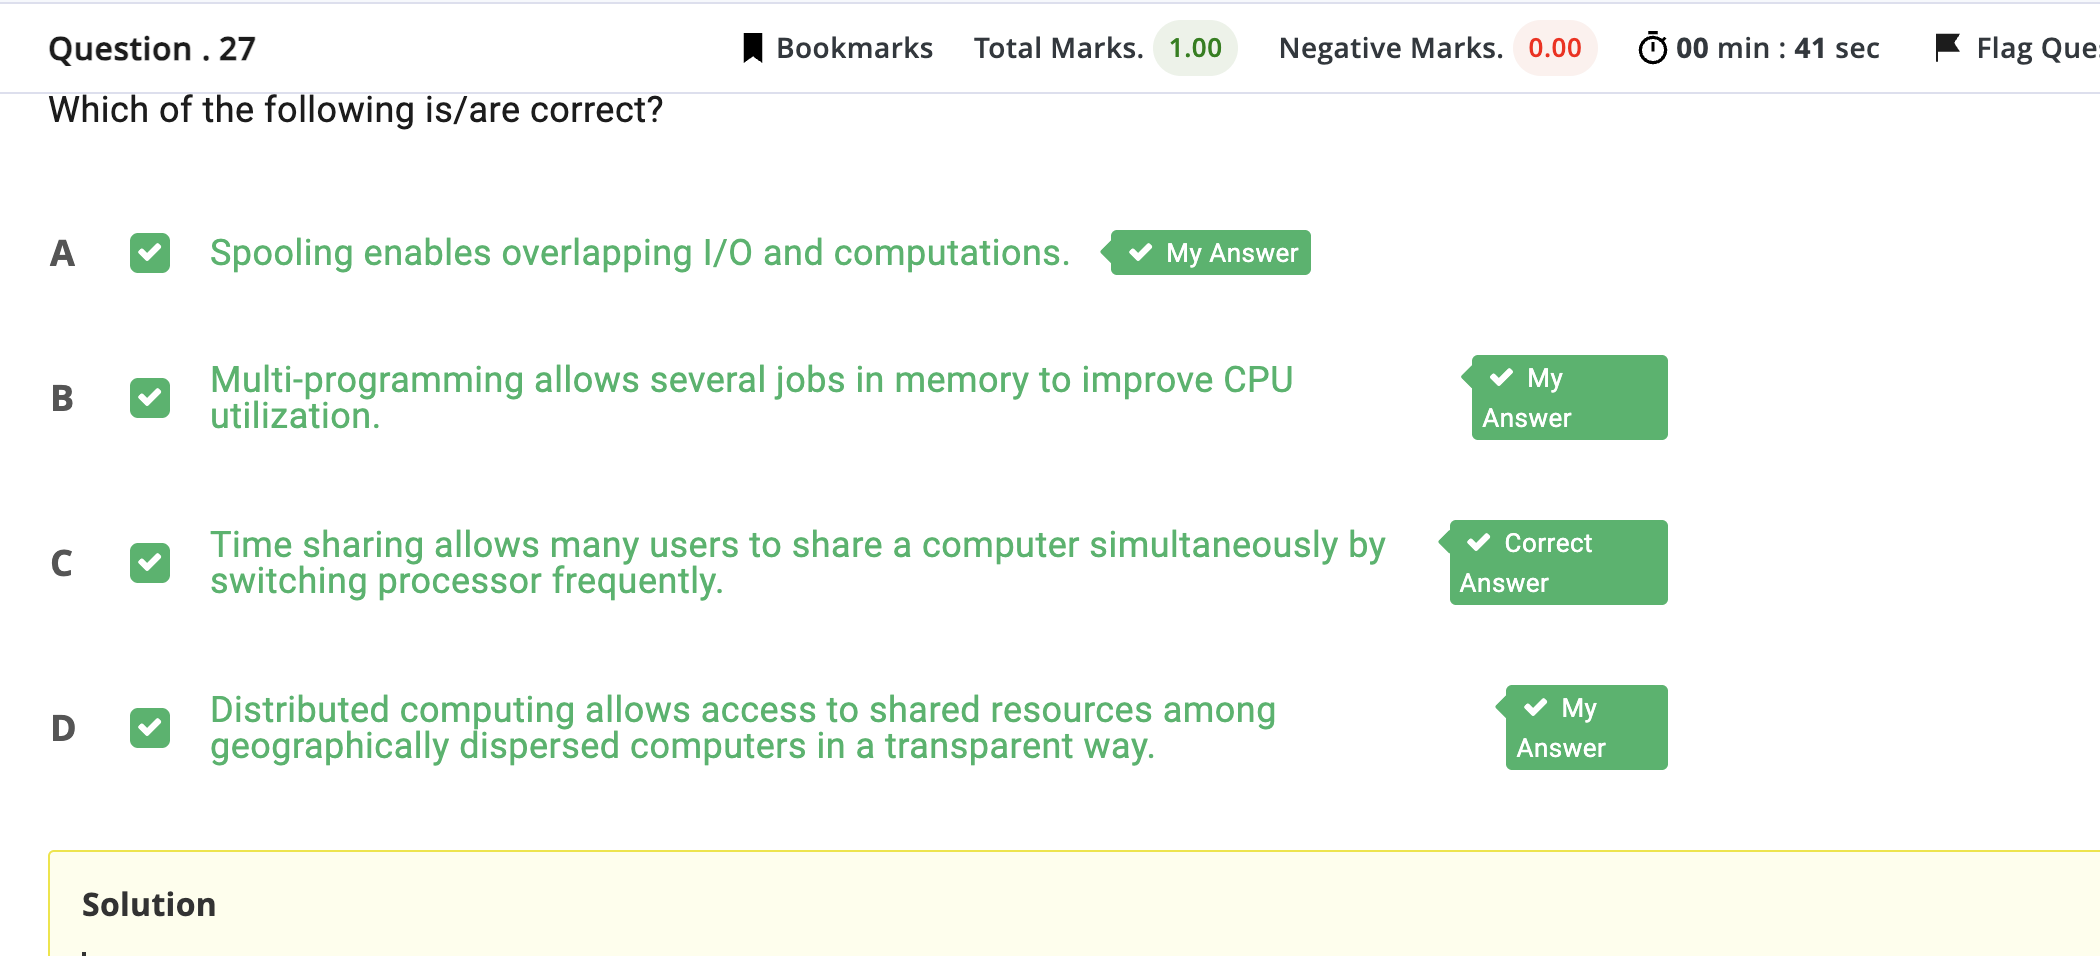 Question . 27 Bookmarks Total Marks. 1.00 Negative Marks. 0.00 00 min : 41 sec Flag Que
Which of the following is/are correct?
A Spooling enables overlapping I/O and computations. My Answer
B Multi-programming allows several jobs in memory to improve CPU
utilization.
My
Answer
C Time sharing allows many users to share a computer simultaneously by
switching processor frequently.
Correct
Answer
D Distributed computing allows access to shared resources among
geographically dispersed computers in a transparent way.
My
Answer
Solution